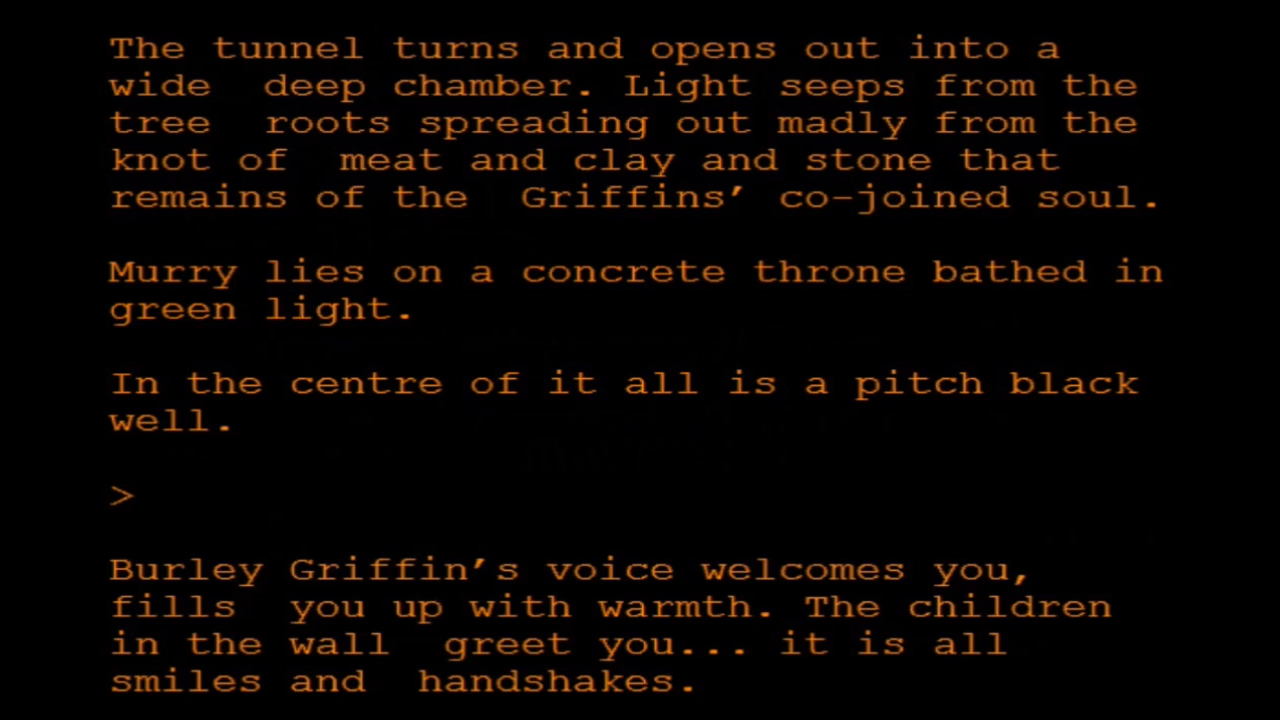 The tunnel turns and opens out into a
wide  deep chamber. Light seeps from the
tree  roots spreading out madly from the
knot of  meat and clay and stone that
remains of the  Griffins’ co-joined soul.
Murry lies on a concrete throne bathed in
green light.
In the centre of it all is a pitch black
well.
>
Burley Griffin’s voice welcomes you,
fills  you up with warmth. The children
in the wall  greet you... it is all
smiles and  handshakes.